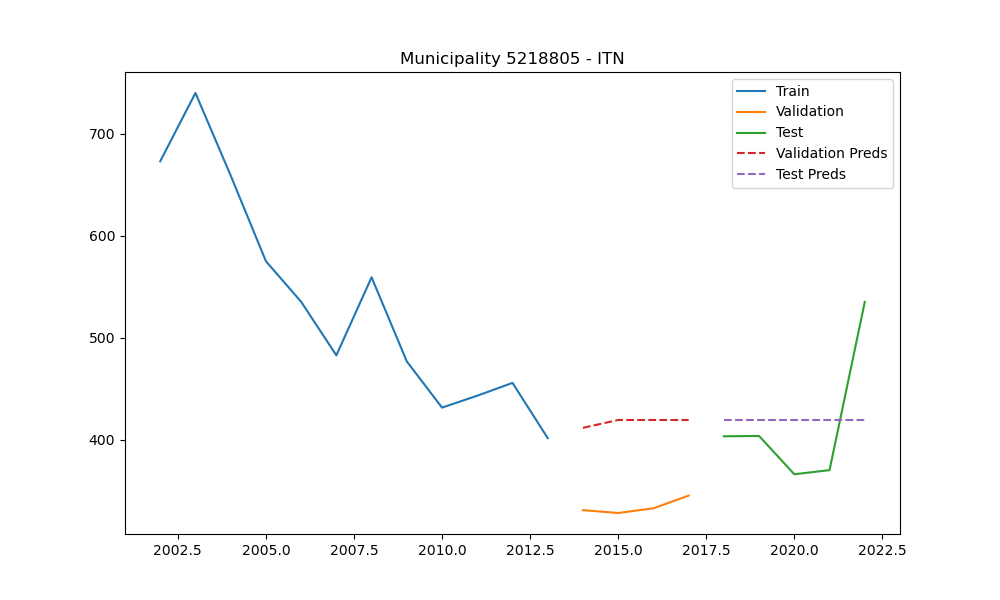 Municipality 5218805 - ITN
Train
Validation
Test
Validation Preds
Test Preds
700
600
500
400
2002.5 2005.0 2007.5 2010.0 2012.5 2015.0 2017.5 2020.0 2022.5